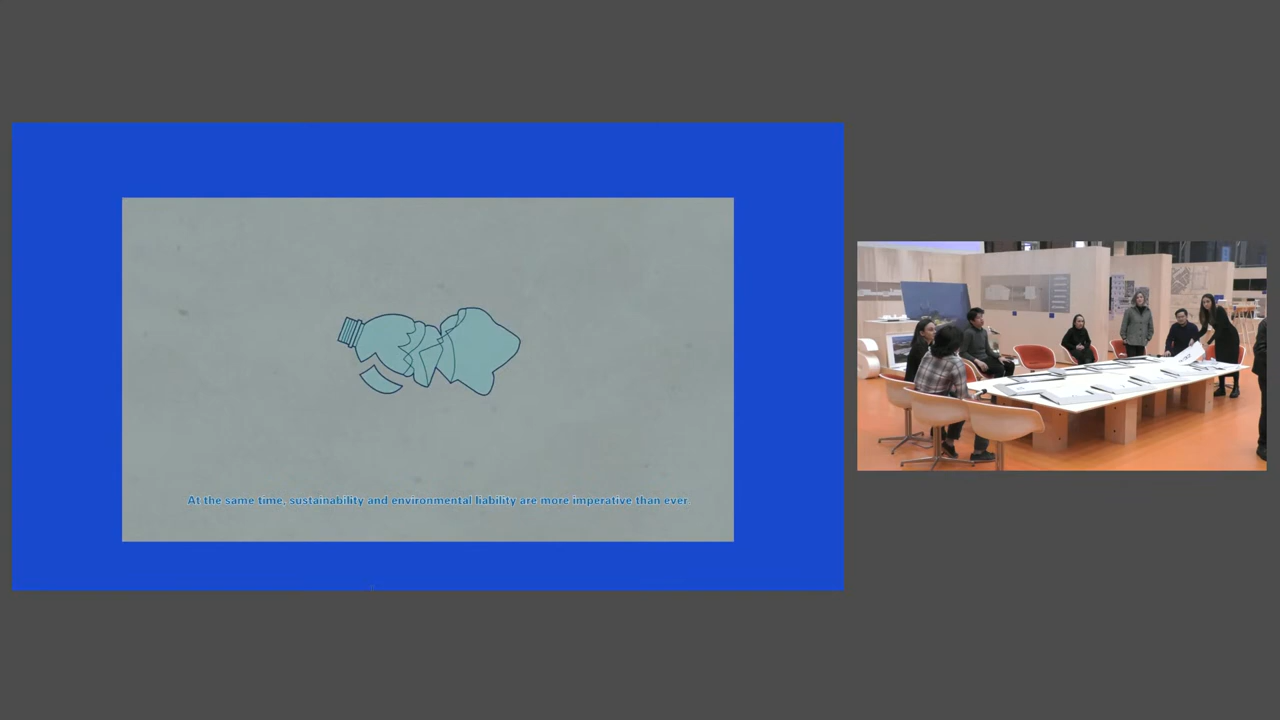 At the same time, sustainability and environmental liability are more imperative than ever